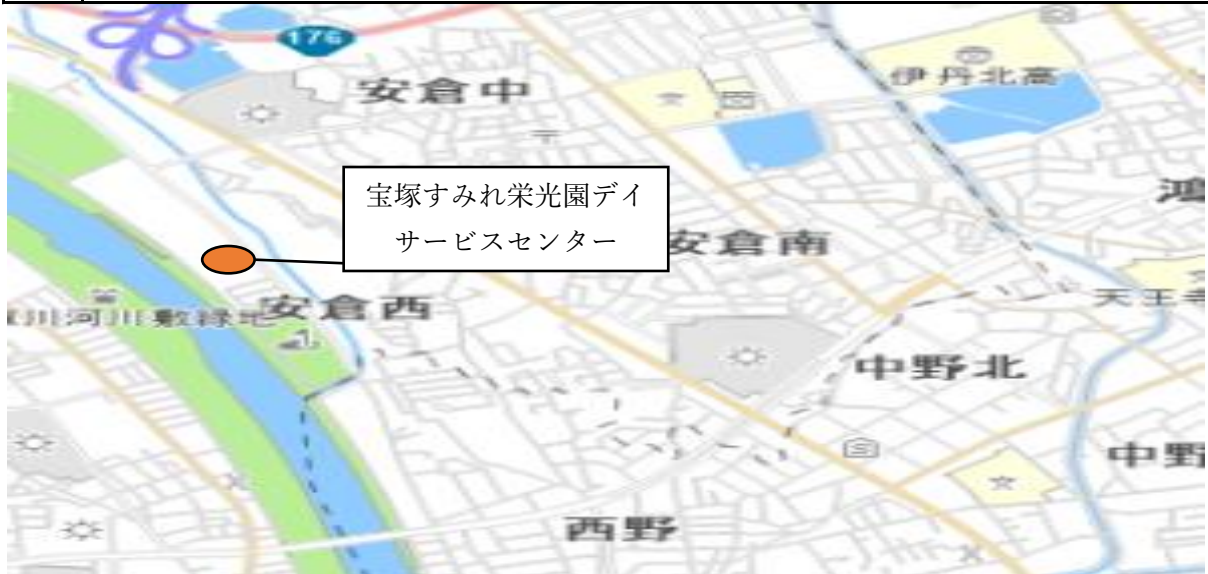 176
安倉中
伊丹北高
宝塚すみれ栄光園デイ
サービスセンター
安倉南
鴻
安倉西
川河川敷緑地
天王寺
中野北
中野
西野